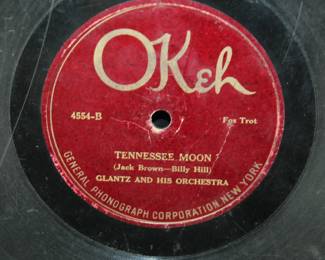 OKeh
4554-B
Fox Trot
TENNESSEE MOON
(Jack Brown—Billy Hill)
GLANTZ AND HIS ORCHESTRA
GENERAL PHONOGRAPH CORPORATION NEW YORK